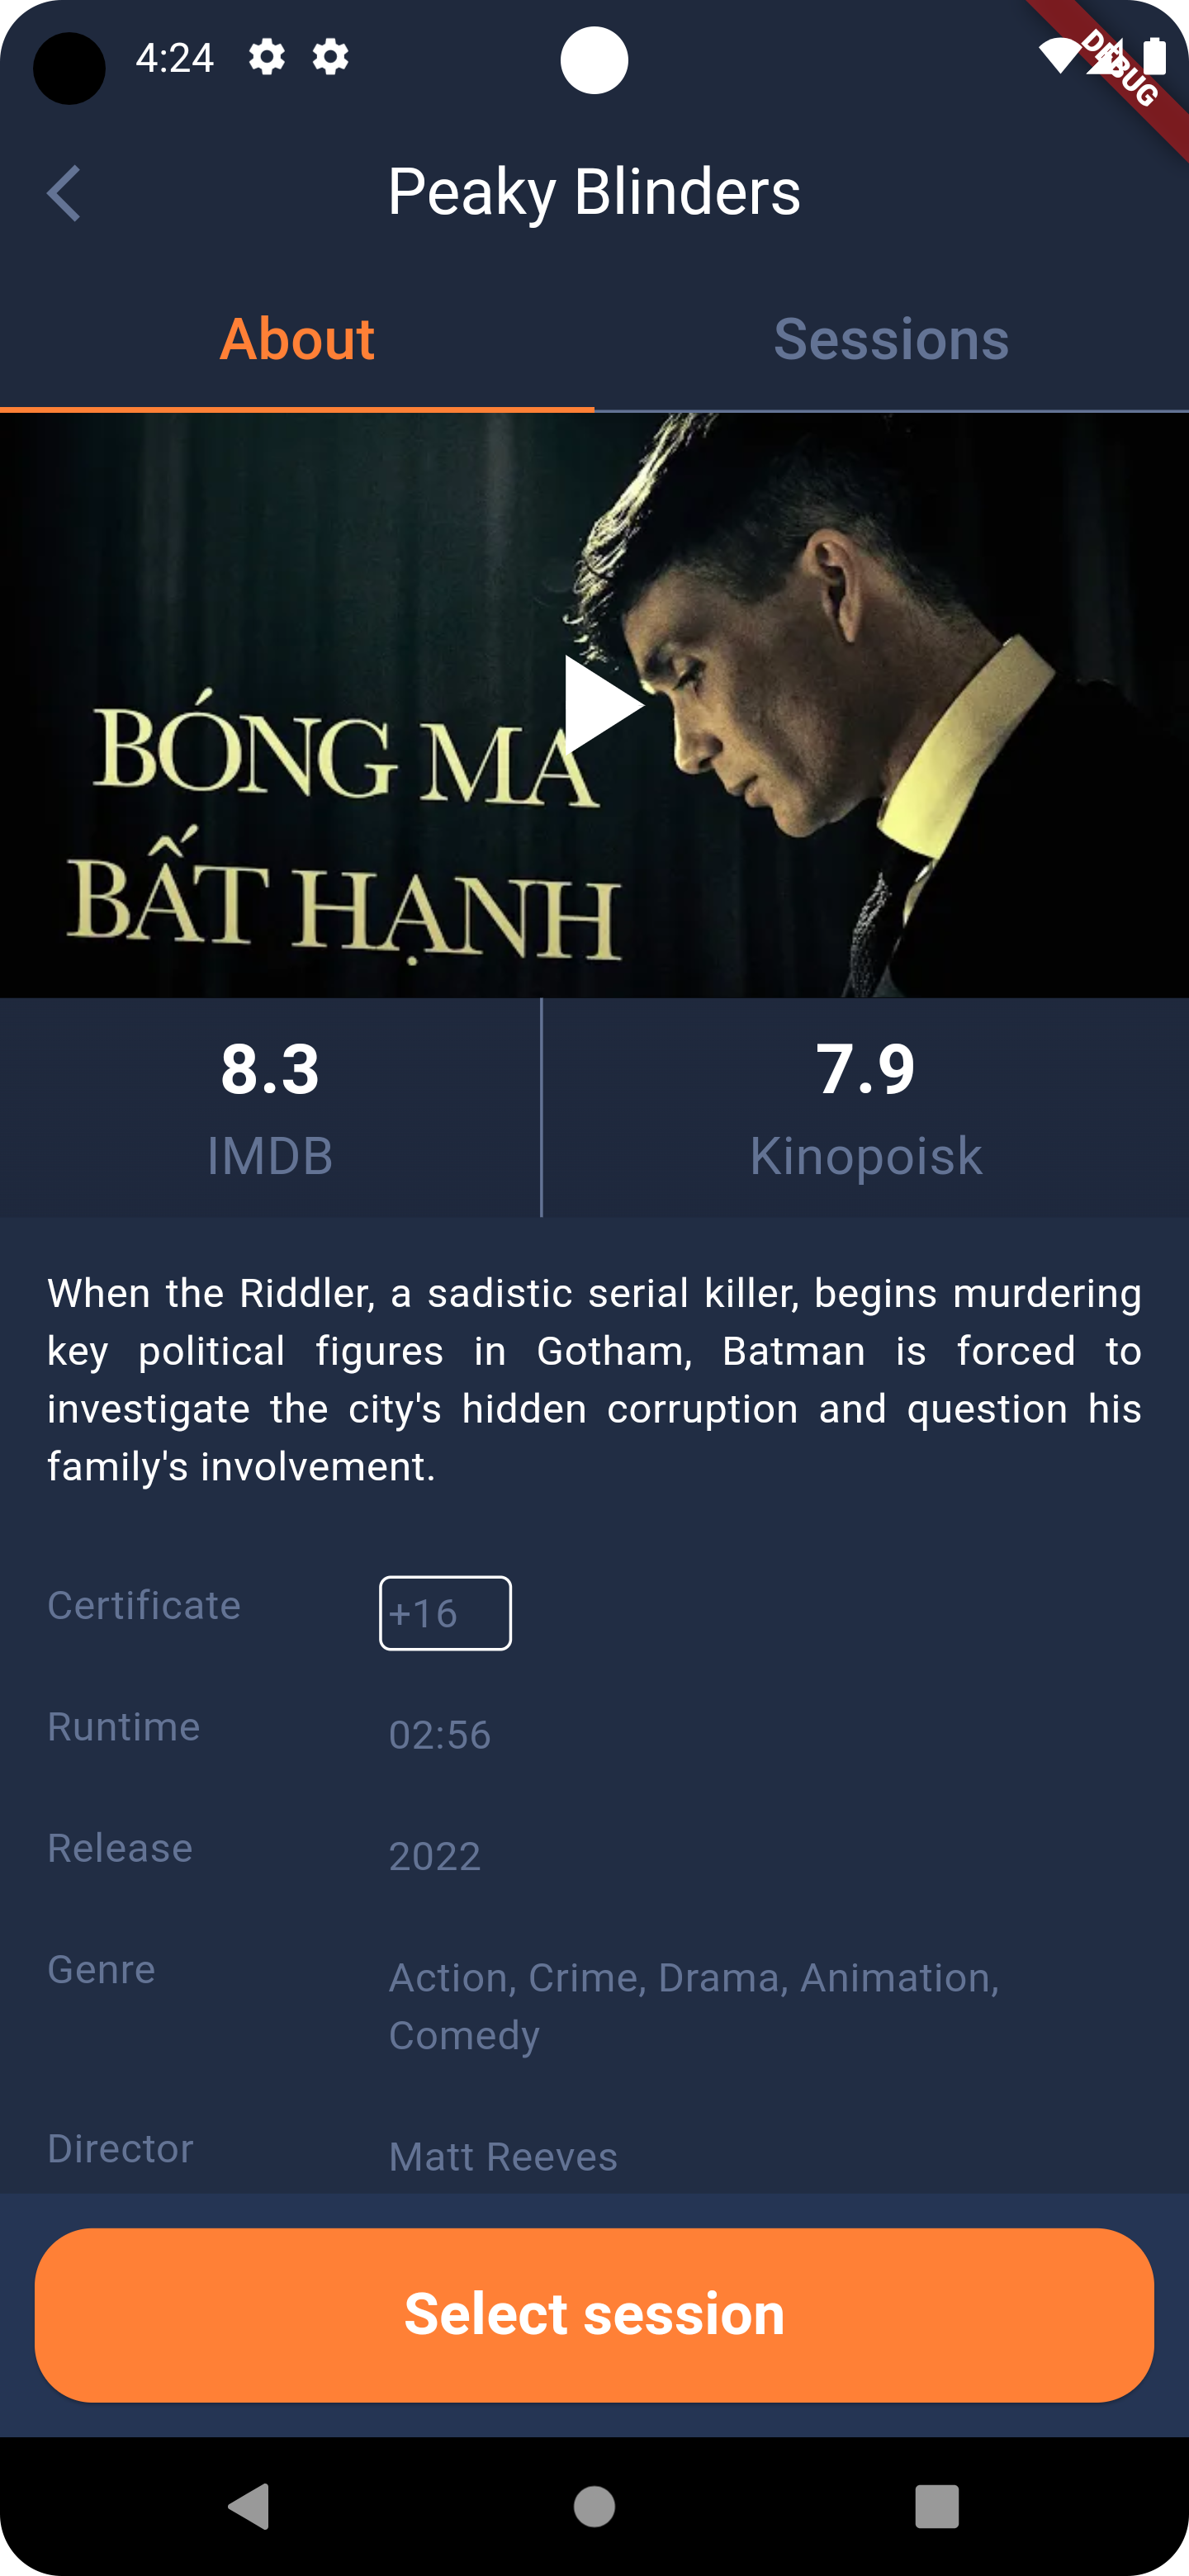 4:24
DEBUG
Peaky Blinders
About
Sessions
BÓNG MA
BẤT HẠNH
8.3
IMDB
7.9
Kinopoisk
When the Riddler, a sadistic serial killer, begins murdering
key political figures in Gotham, Batman is forced to
investigate the city's hidden corruption and question his
family's involvement.
Certificate
+16
Runtime
02:56
Release
2022
Genre
Action, Crime, Drama, Animation,
Comedy
Director
Matt Reeves
Select session